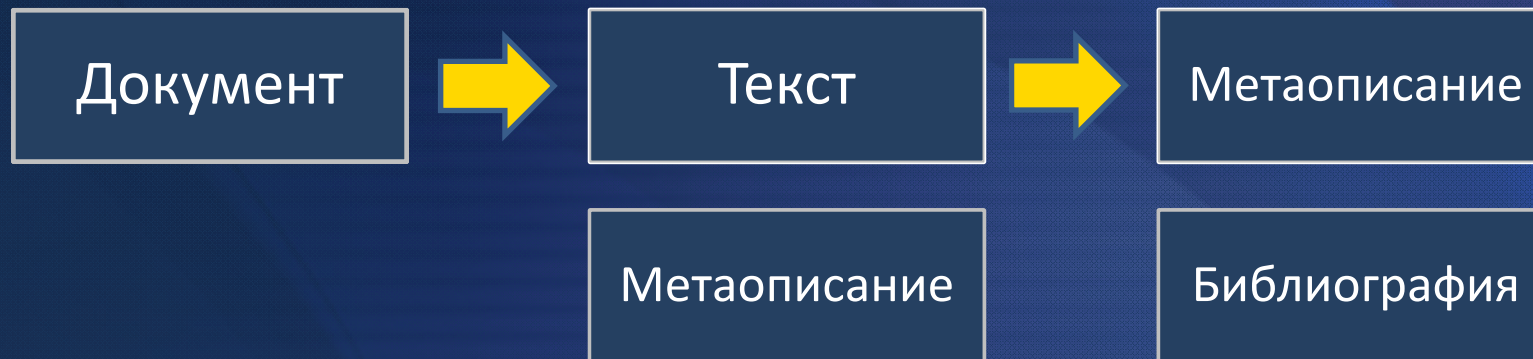 Документ
Текст
Метаописание
Метаописание
Библиография